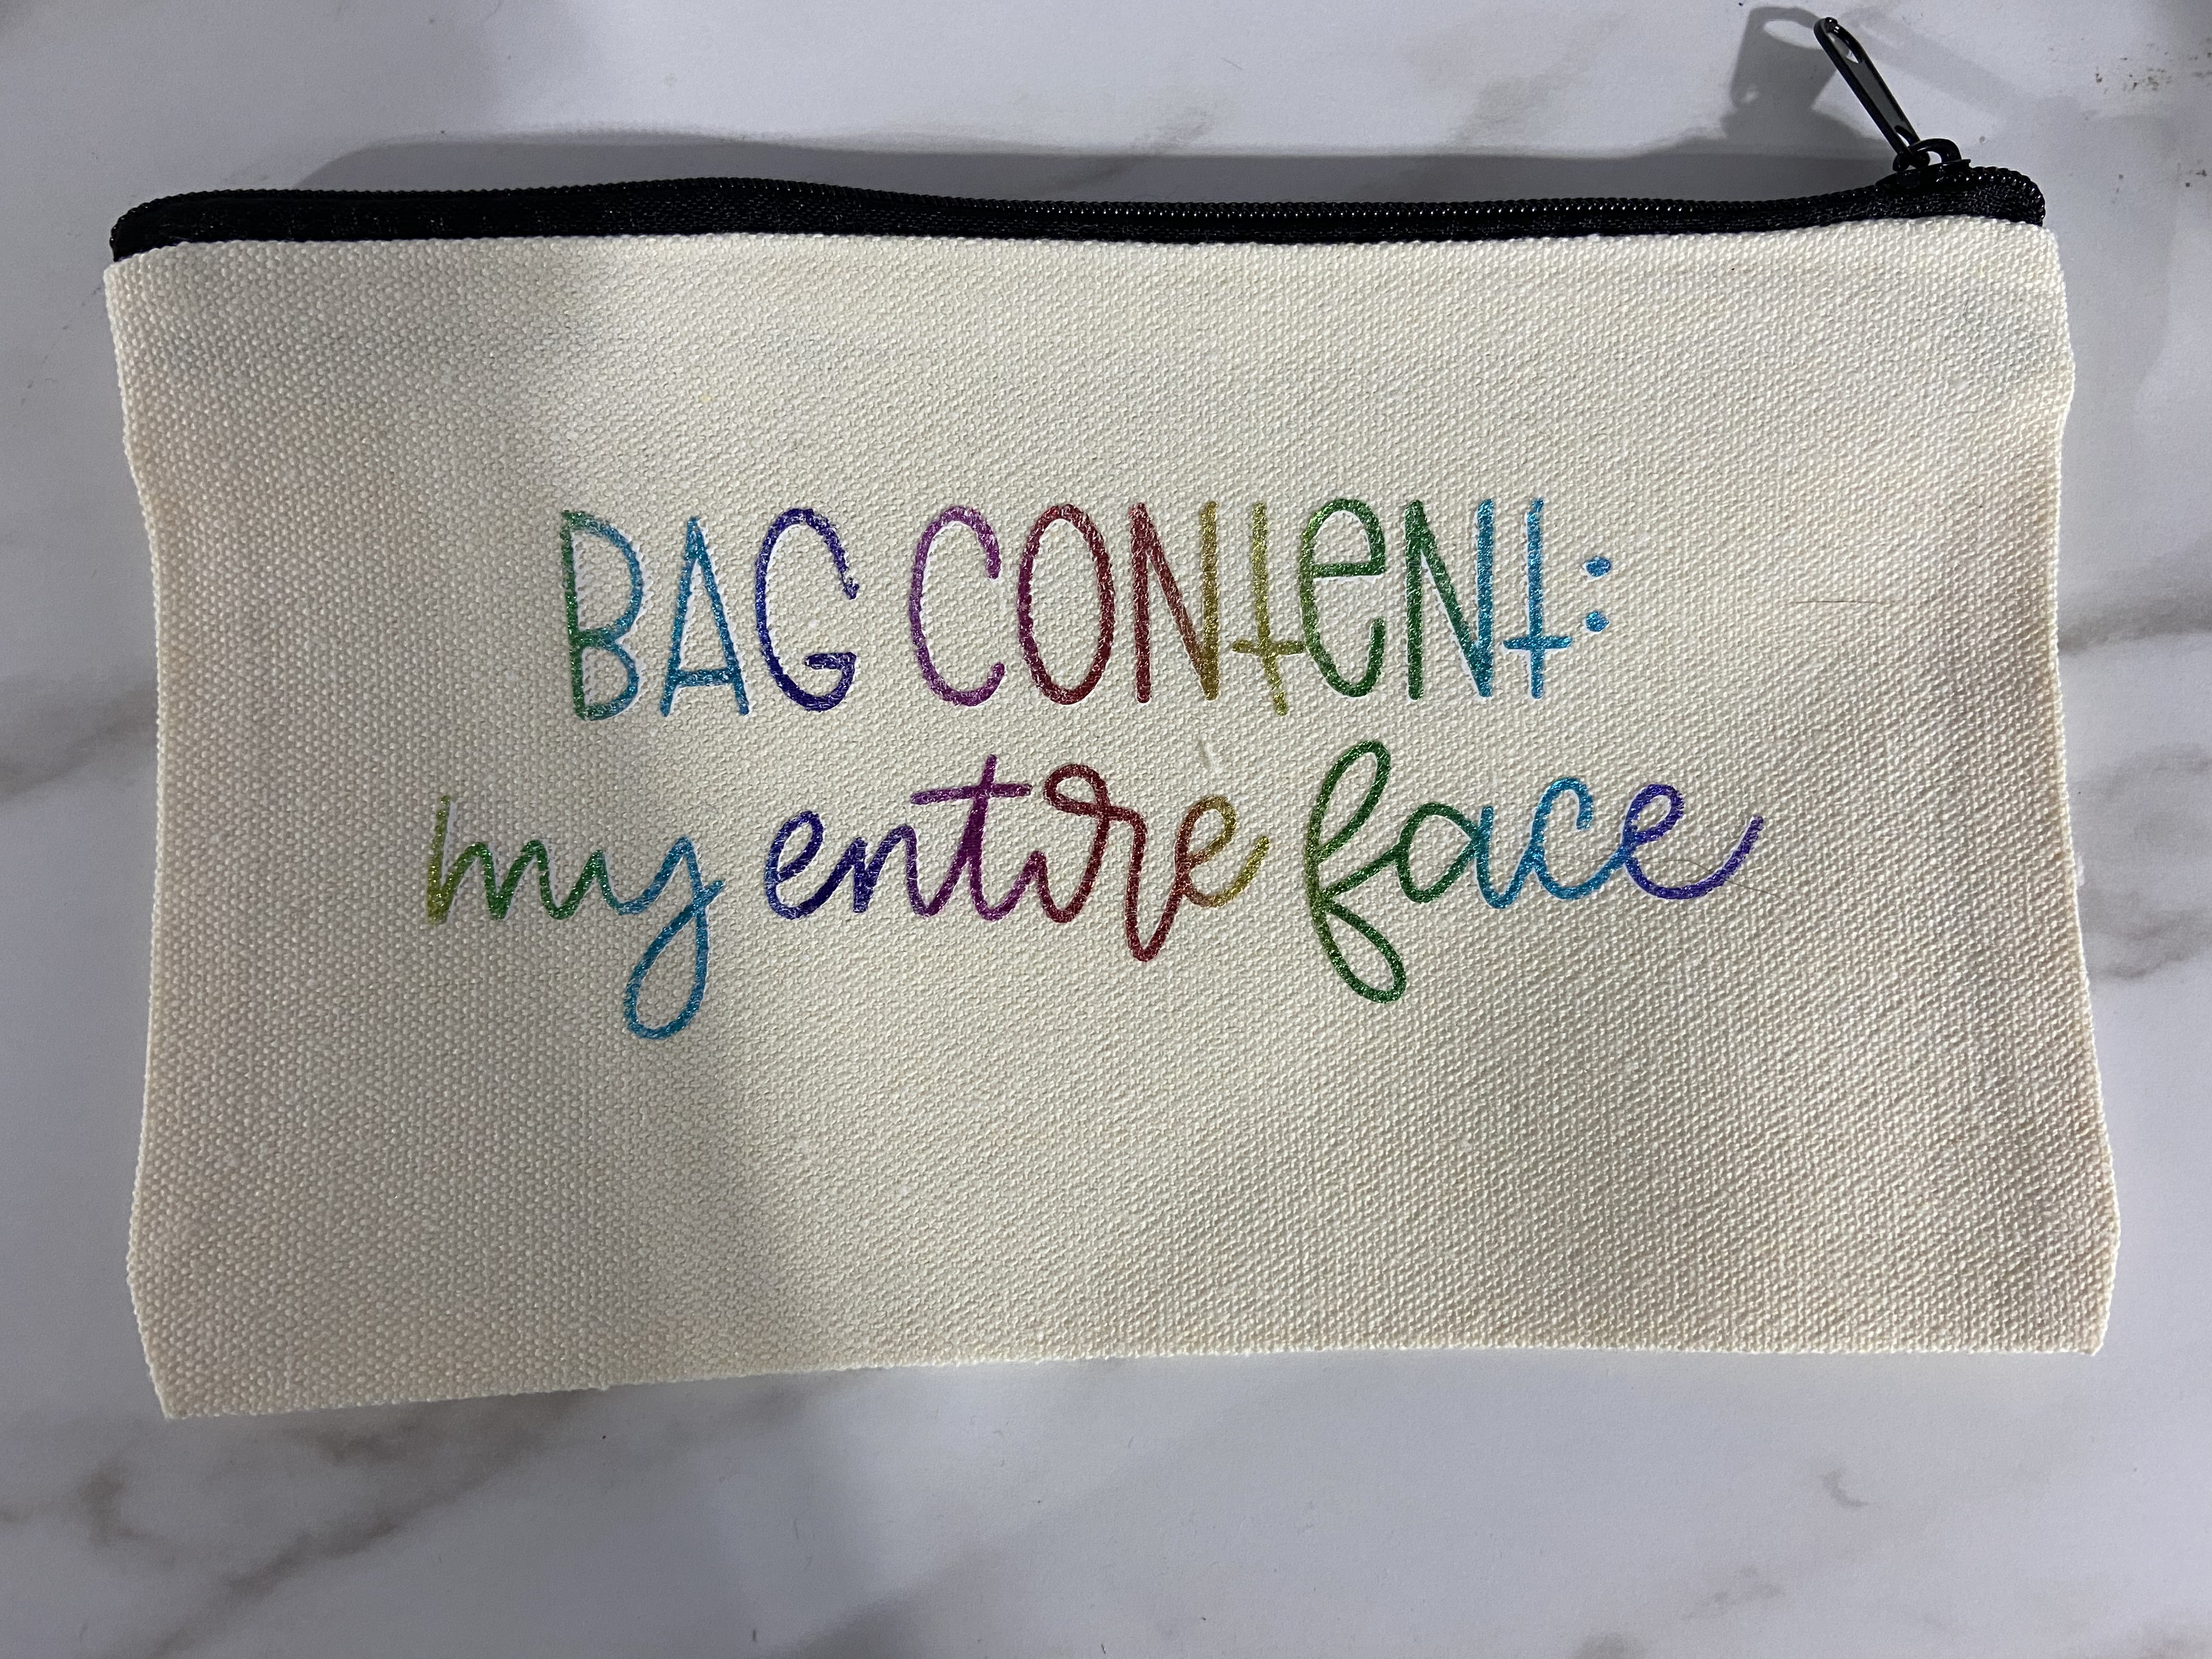 BAG CONtENt:
my entire face